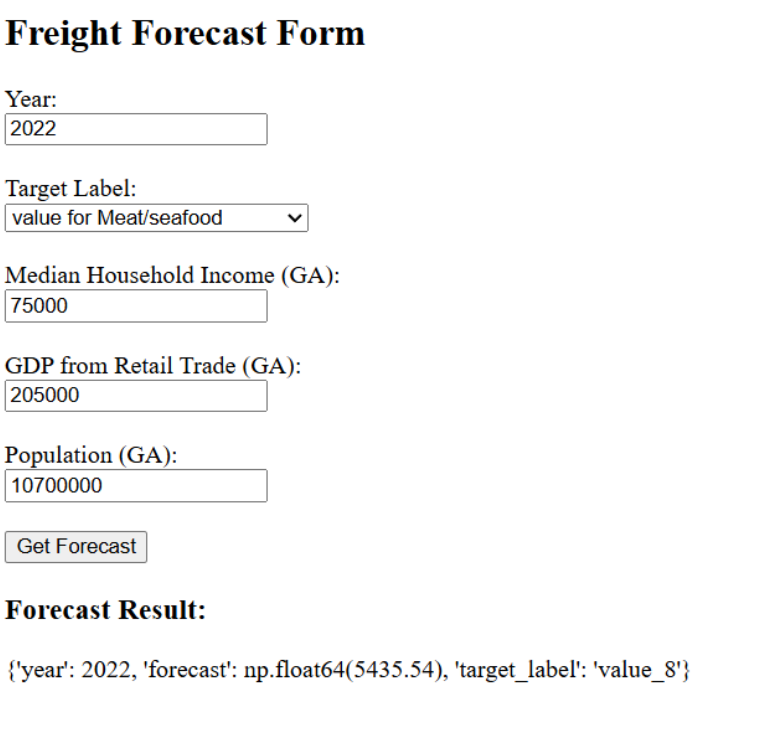 Freight Forecast Form
Year:
2022
Target Label:
value for Meat/seafood
Median Household Income (GA):
75000
GDP from Retail Trade (GA):
205000
Population (GA):
10700000
Get Forecast
Forecast Result:
{'year': 2022, 'forecast': np.float64(5435.54), 'target_label': 'value_8'}